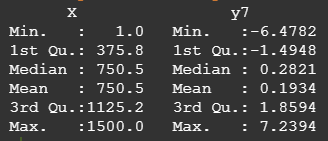 X y7
Min. : 1.0 Min. :-6.4782
1st Qu.: 375.8 1st Qu.:-1.4948
Median : 750.5 Median : 0.2821
Mean : 750.5 Mean : 0.1934
3rd Qu.:1125.2 3rd Qu.: 1.8594
Max. :1500.0 Max. : 7.2394